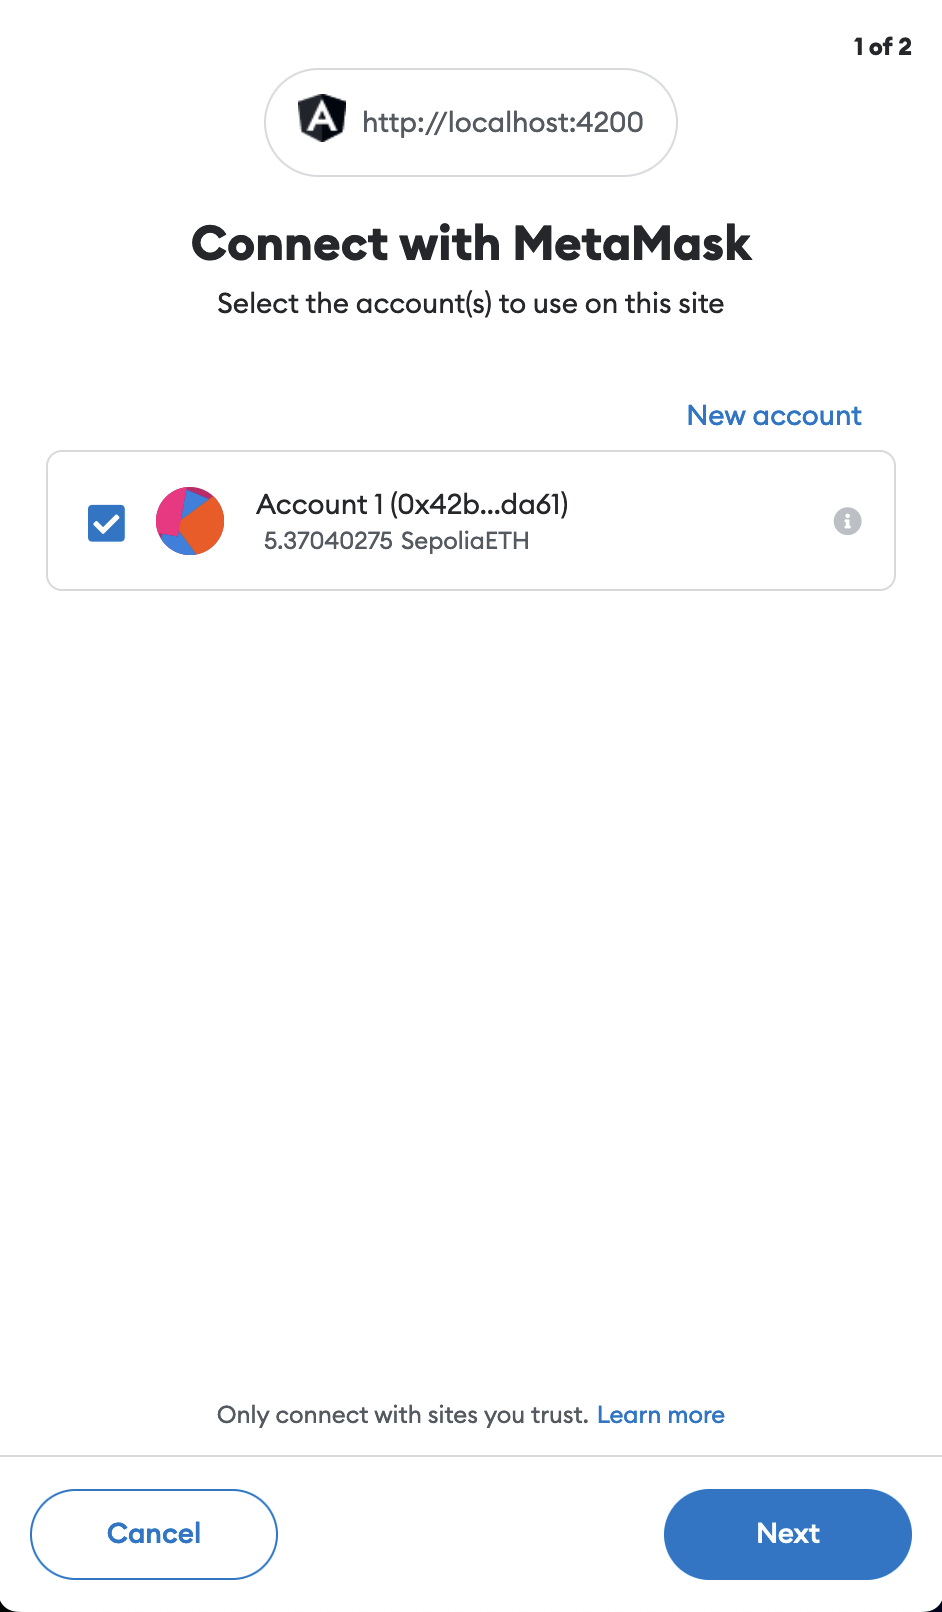 1 of 2
http://localhost:4200
Connect with MetaMask
Select the account(s) to use on this site
New account
Account 1 (0x42b...da61)
5.37040275 SepoliaETH
Only connect with sites you trust. Learn more
Cancel
Next